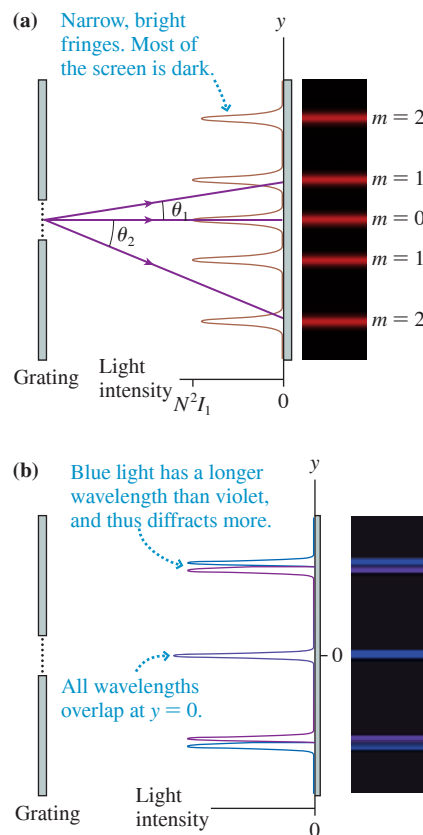 (a)
Narrow, bright
fringes. Most of
the screen is dark.
y
m = 2
m = 1
θ1
m = 0
θ2
m = 1
m = 2
Grating
Light
intensity
N²I1
0
(b)
y
Blue light has a longer
wavelength than violet,
and thus diffracts more.
0
All wavelengths
overlap at y = 0.
Grating
Light
intensity
0